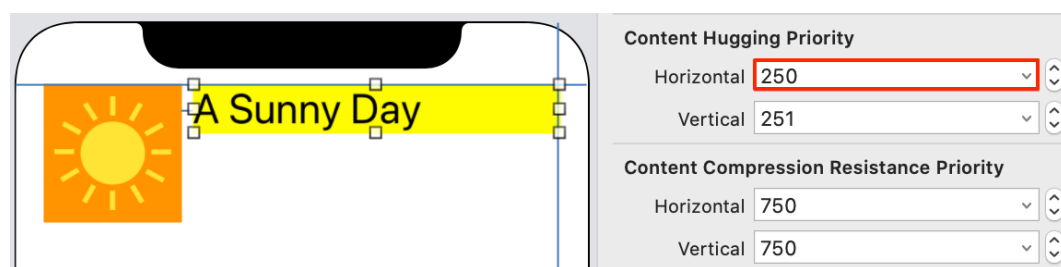 A Sunny Day
Content Hugging Priority
Horizontal 250
Vertical 251
Content Compression Resistance Priority
Horizontal 750
Vertical 750